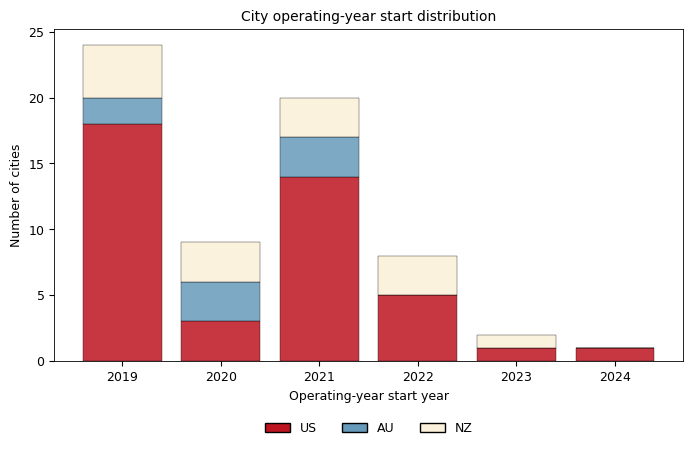 City operating-year start distribution
25
20
15
10
5
0
Number of cities
2019 2020 2021 2022 2023 2024
Operating-year start year
US AU NZ